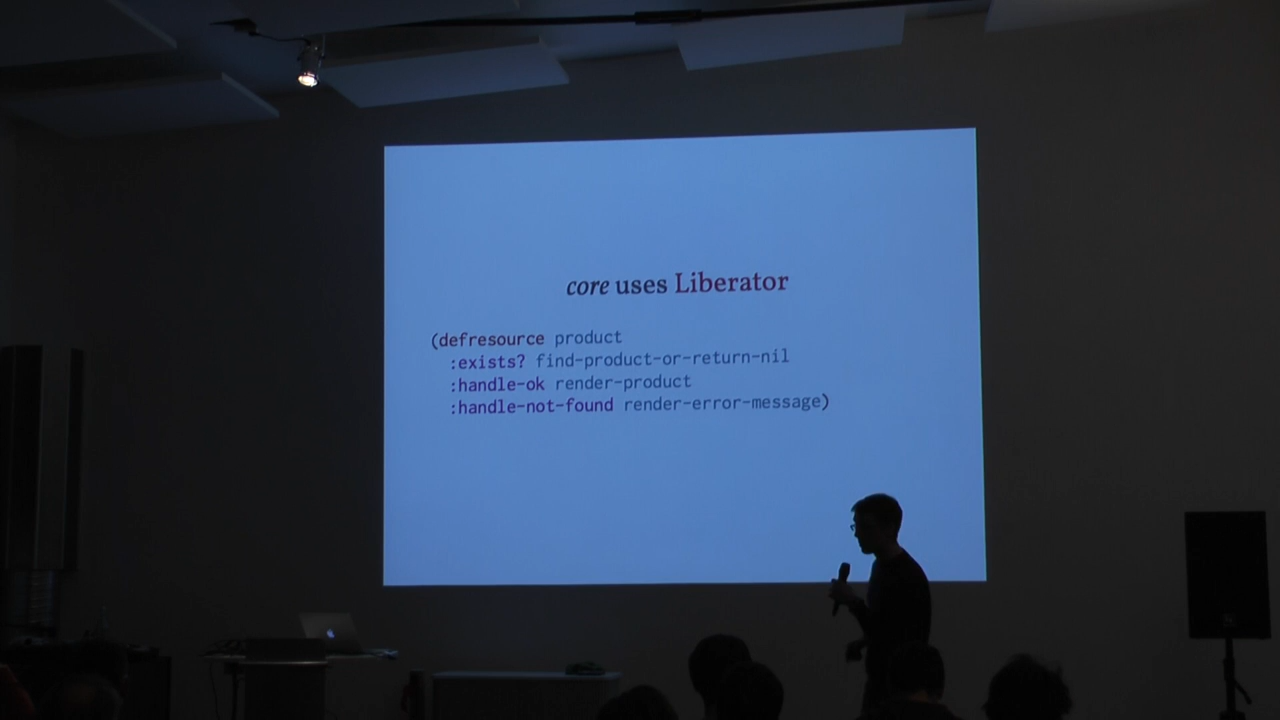 core uses Liberator
(defresource product
:exists? find-product-or-return-nil
:handle-ok render-product
:handle-not-found render-error-message)